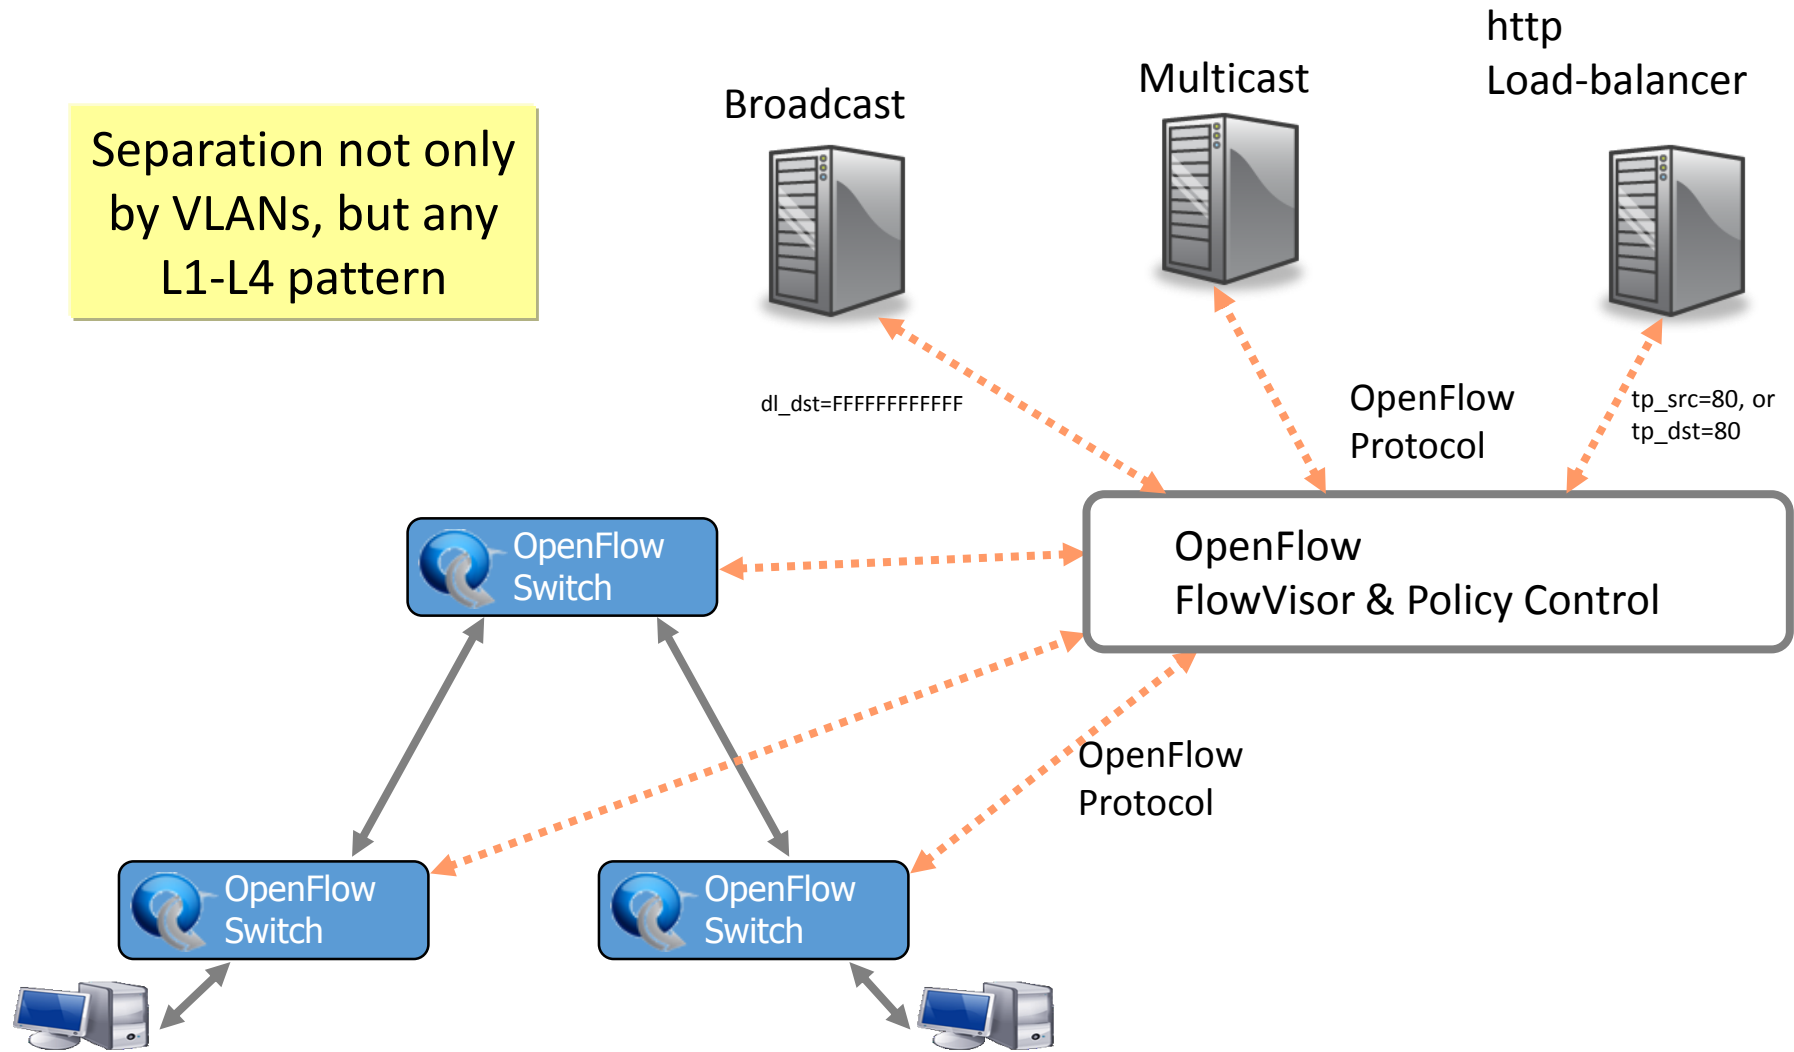 http
Load-balancer
Multicast
Broadcast
Separation not only
by VLANs, but any
L1-L4 pattern
dl_dst=FFFFFFFFFFFF
OpenFlow
Protocol
tp_src=80, or
tp_dst=80
OpenFlow
Switch
OpenFlow
FlowVisor & Policy Control
OpenFlow
Protocol
OpenFlow
Switch
OpenFlow
Switch